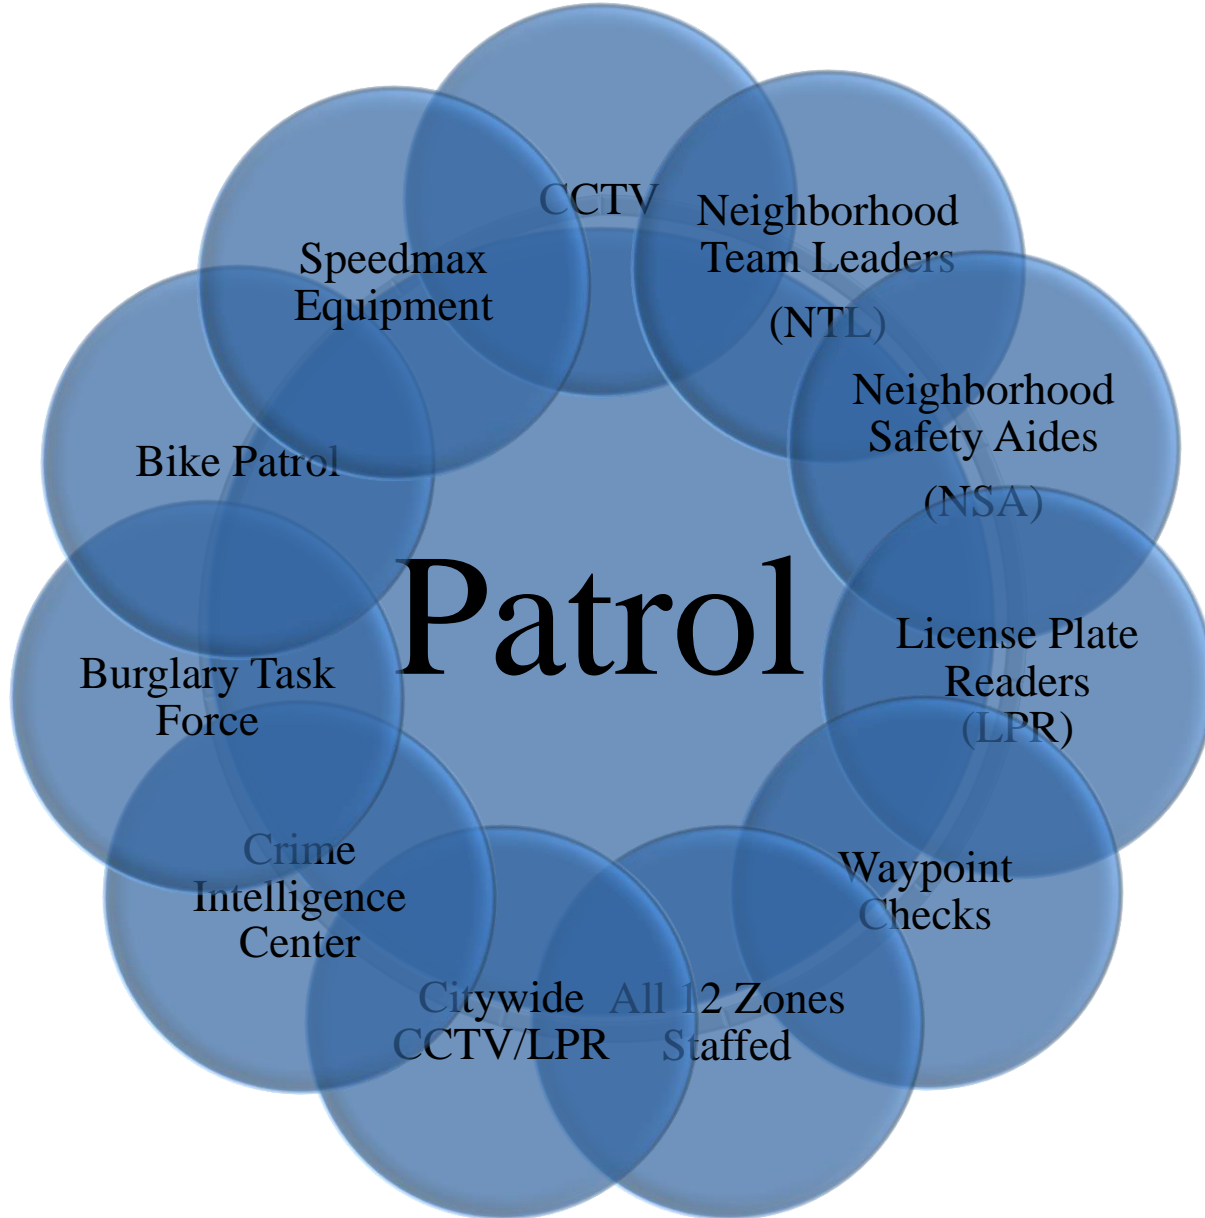 CCTV
Neighborhood
Team Leaders
(NTL)
Neighborhood
Safety Aides
(NSA)
License Plate
Readers
(LPR)
Waypoint
Checks
All 12 Zones
Staffed
Citywide
CCTV/LPR
Crime
Intelligence
Center
Burglary Task
Force
Bike Patrol
Speedmax
Equipment
Patrol